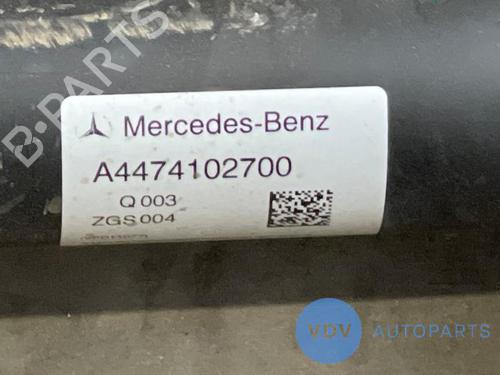 B-PARTS
Mercedes-Benz
A4474102700
Q 003
ZGS 004
VDV AUTOPARTS